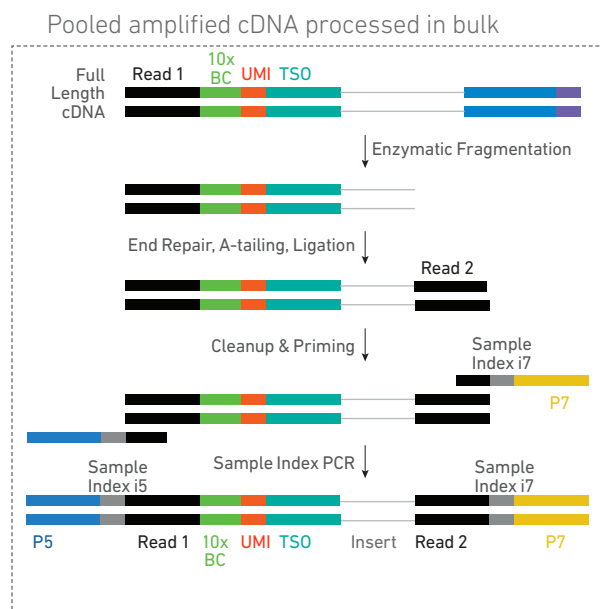 Pooled amplified cDNA processed in bulk
Full Length cDNA
Read 1
10x BC
UMI
TSO
Enzymatic Fragmentation
End Repair, A-tailing, Ligation
Read 2
Cleanup & Priming
Sample
Index i7
P7
Sample Index PCR
Sample
Index i5
Sample
Index i7
P5
Read 1
10x
BC
UMI
TSO
Insert
Read 2
P7